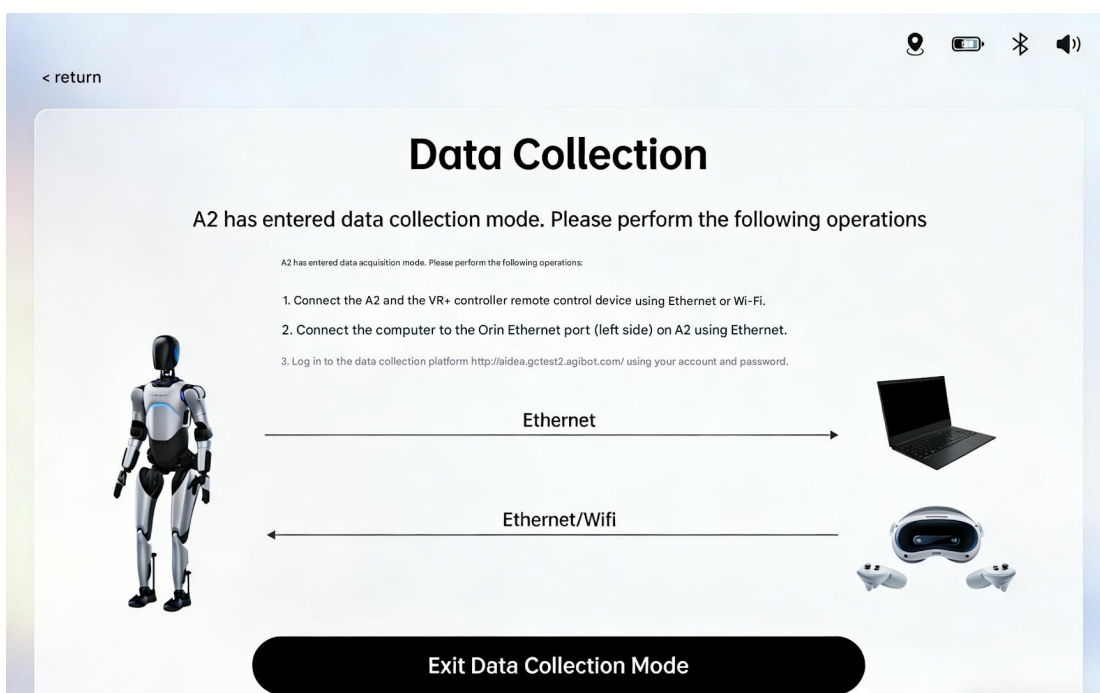 < return
Data Collection
A2 has entered data collection mode. Please perform the following operations
A2 has entered data acquisition mode. Please perform the following operations:
1. Connect the A2 and the VR+ controller remote control device using Ethernet or Wi-Fi.
2. Connect the computer to the Orin Ethernet port (left side) on A2 using Ethernet.
3. Log in to the data collection platform http://aidea.gctest2.agibot.com/ using your account and password.
Ethernet
Ethernet/Wifi
Exit Data Collection Mode